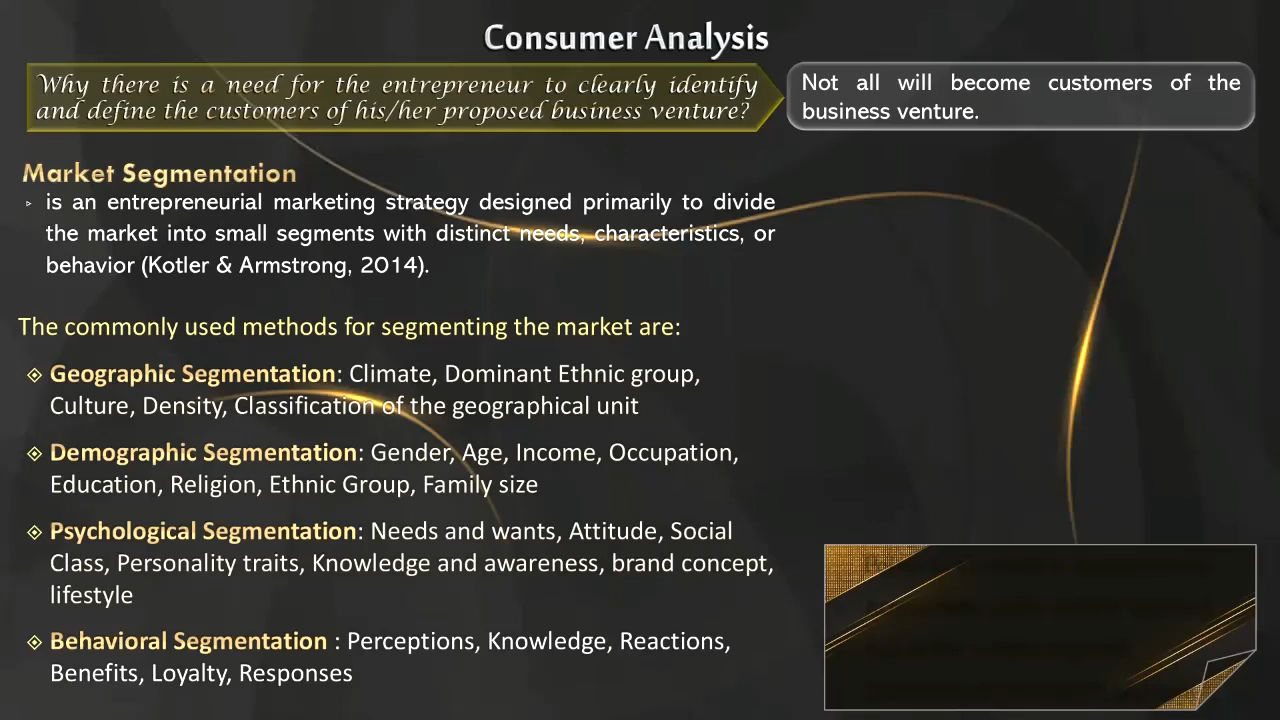 Consumer Analysis
Why there is a need for the entrepreneur to clearly identify
and define the customers of his/her proposed business venture?
Not all will become customers of the
business venture.
Market Segmentation
▹ is an entrepreneurial marketing strategy designed primarily to divide
the market into small segments with distinct needs, characteristics, or
behavior (Kotler & Armstrong, 2014).
The commonly used methods for segmenting the market are:
Geographic Segmentation: Climate, Dominant Ethnic group,
Culture, Density, Classification of the geographical unit
Demographic Segmentation: Gender, Age, Income, Occupation,
Education, Religion, Ethnic Group, Family size
Psychological Segmentation: Needs and wants, Attitude, Social
Class, Personality traits, Knowledge and awareness, brand concept,
lifestyle
Behavioral Segmentation : Perceptions, Knowledge, Reactions,
Benefits, Loyalty, Responses